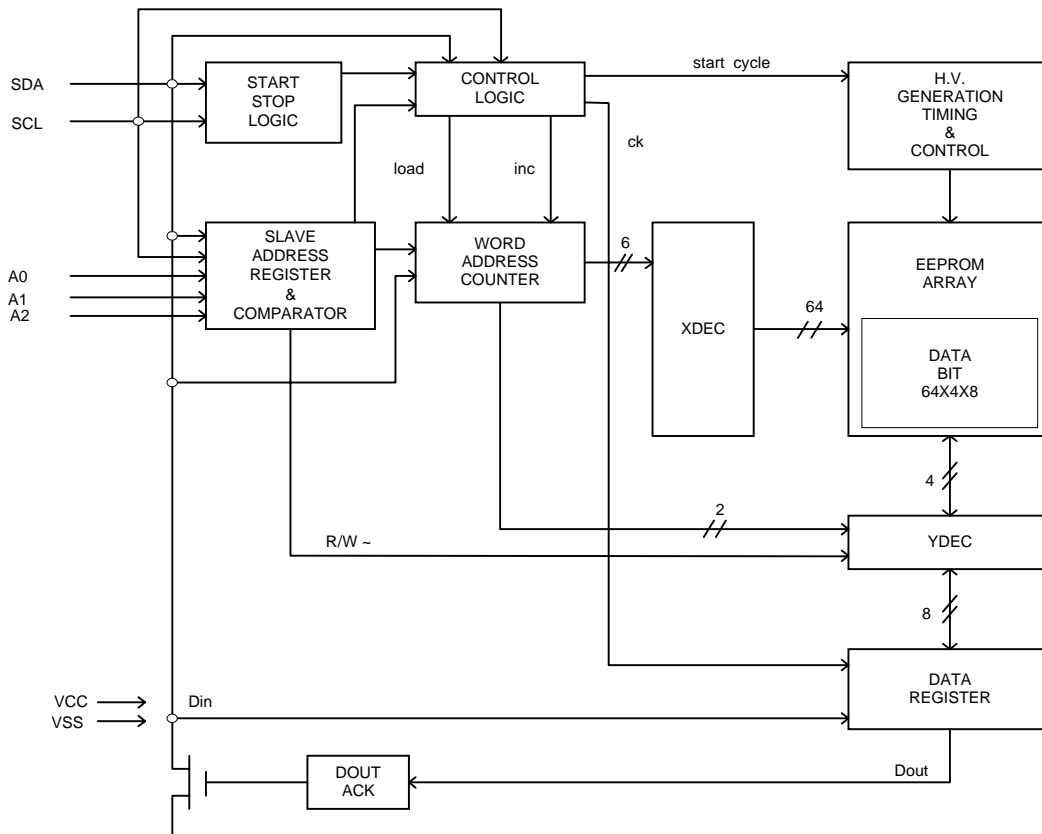 start cycle
SDA
SCL
START
STOP
LOGIC
CONTROL
LOGIC
H.V.
GENERATION
TIMING
&
CONTROL
load
inc
ck
A0
A1
A2
SLAVE
ADDRESS
REGISTER
&
COMPARATOR
WORD
ADDRESS
COUNTER
6
XDEC
64
EEPROM
ARRAY
DATA
BIT
64X4X8
4
2
R/W ~
YDEC
8
VCC
VSS
Din
DATA
REGISTER
DOUT
ACK
Dout